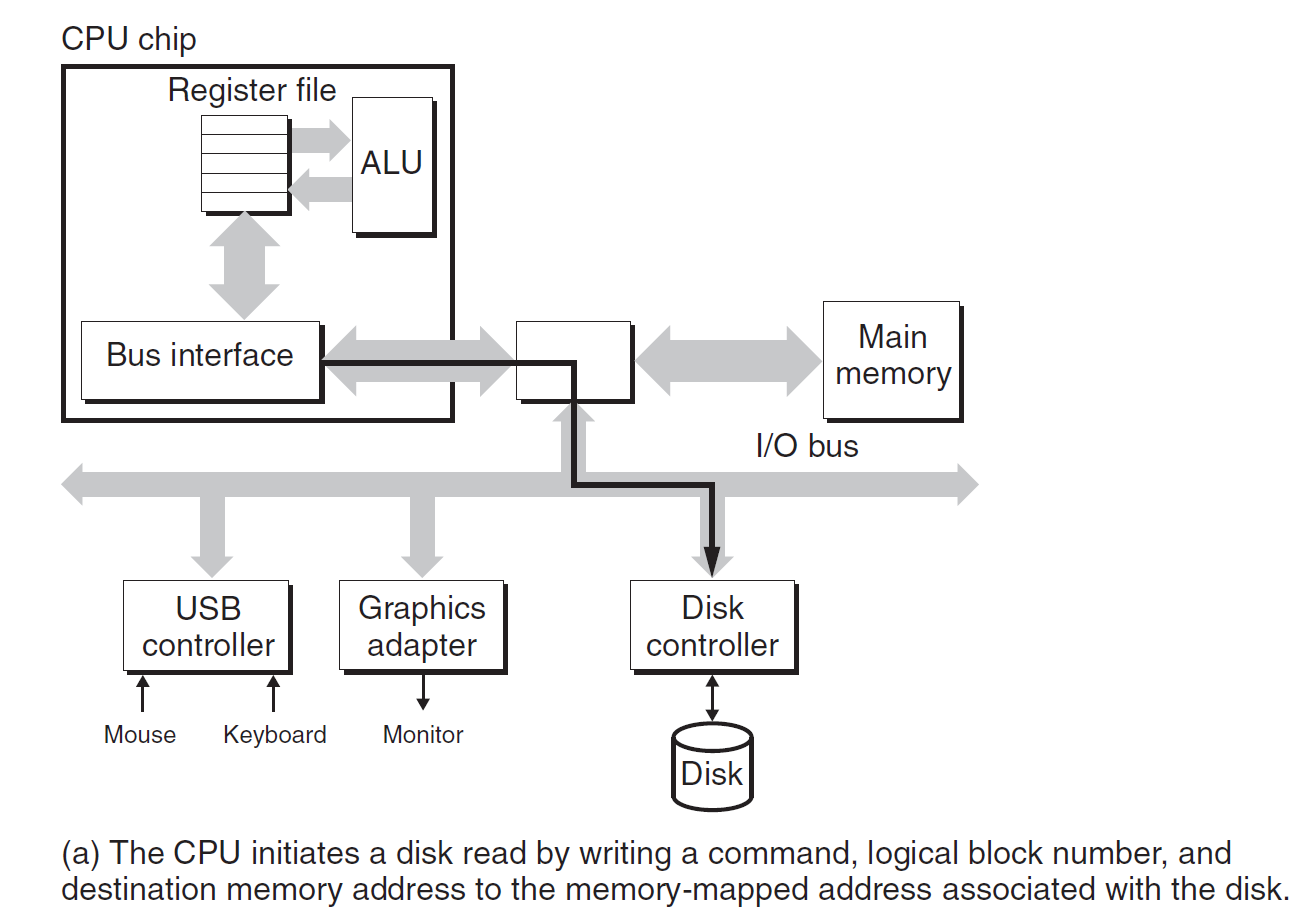 CPU chip
Register file
ALU
Bus interface
Main
memory
I/O bus
USB
controller
Graphics
adapter
Disk
controller
Mouse
Keyboard
Monitor
Disk
(a) The CPU initiates a disk read by writing a command, logical block number, and
destination memory address to the memory-mapped address associated with the disk.